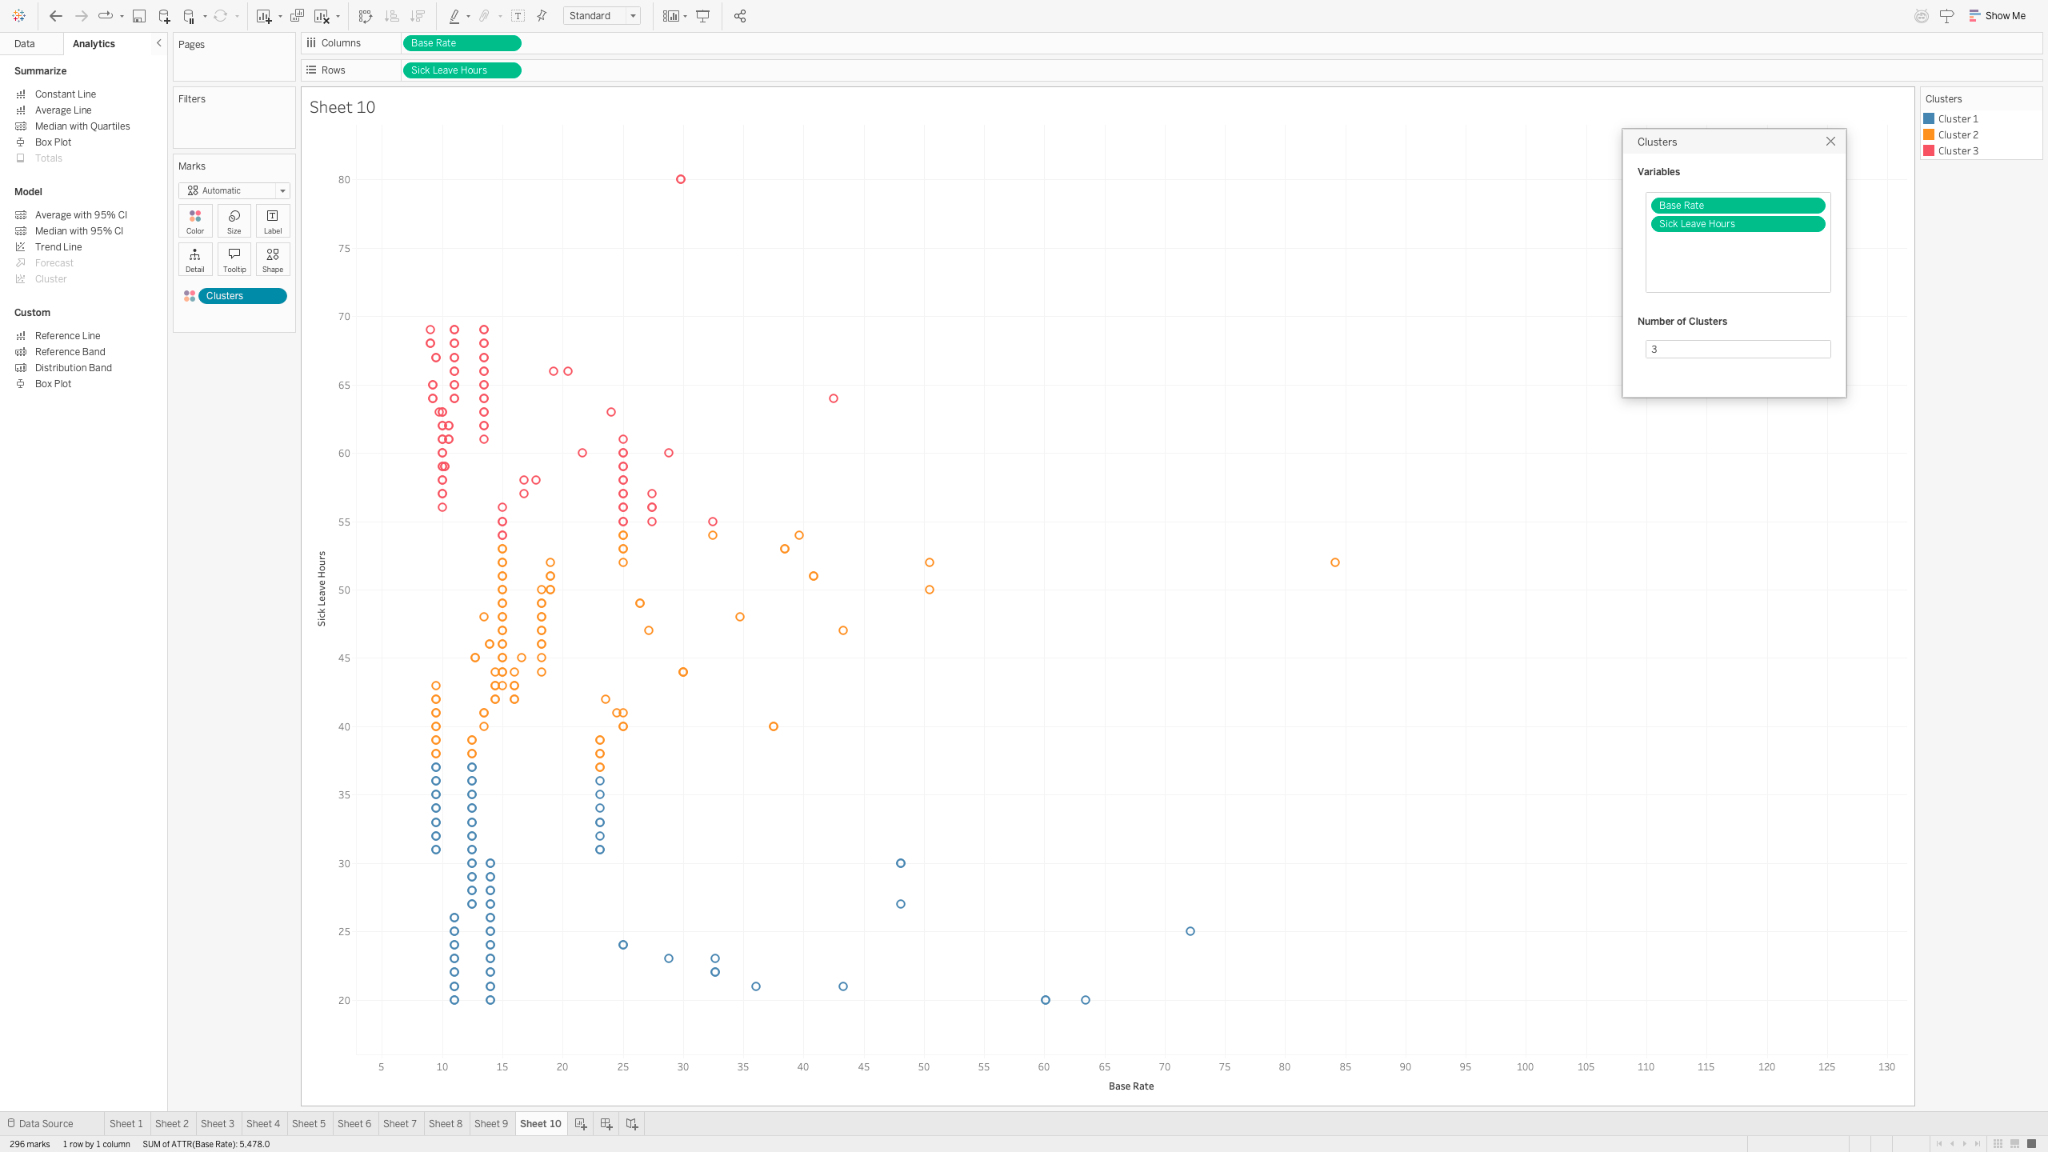 Standard
Show Me
Data
Analytics
Summarize
Constant Line
Average Line
Median with Quartiles
Box Plot
Totals
Model
Average with 95% CI
Median with 95% CI
Trend Line
Forecast
Cluster
Custom
Reference Line
Reference Band
Distribution Band
Box Plot
Pages
Filters
Marks
Automatic
Color
Size
Label
Detail
Tooltip
Shape
Clusters
Columns
Base Rate
Rows
Sick Leave Hours
Sheet 10
80
75
70
65
60
55
50
45
40
35
30
25
20
Sick Leave Hours
5 10 15 20 25 30 35 40 45 50 55 60 65 70 75 80 85 90 95 100 105 110 115 120 125 130
Base Rate
Clusters
Variables
Base Rate
Sick Leave Hours
Number of Clusters
3
Clusters
Cluster 1
Cluster 2
Cluster 3
Data Source
Sheet 1
Sheet 2
Sheet 3
Sheet 4
Sheet 5
Sheet 6
Sheet 7
Sheet 8
Sheet 9
Sheet 10
296 marks
1 row by 1 column
SUM of ATTR(Base Rate): 5,478.0